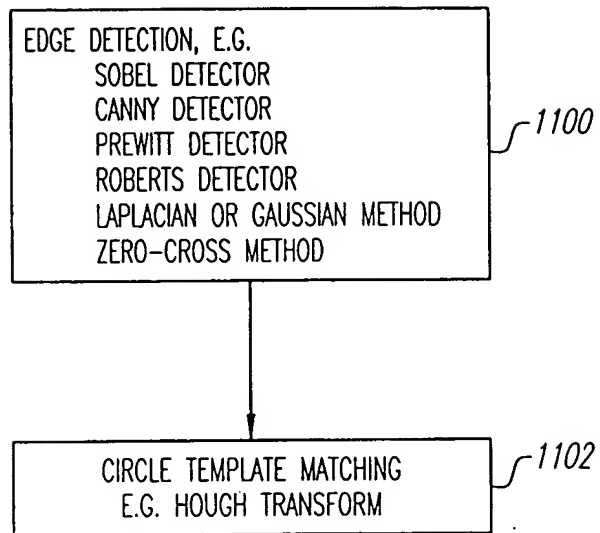 EDGE DETECTION, E.G.
SOBEL DETECTOR
CANNY DETECTOR
PREWITT DETECTOR
ROBERTS DETECTOR
LAPLACIAN OR GAUSSIAN METHOD
ZERO-CROSS METHOD
1100
CIRCLE TEMPLATE MATCHING
E.G. HOUGH TRANSFORM
1102